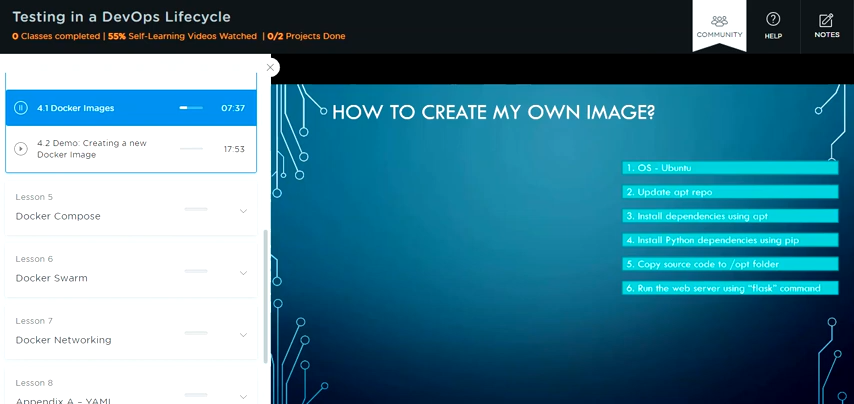 Testing in a DevOps Lifecycle
0 Classes completed | 55% Self-Learning Videos Watched | 0/2 Projects Done
COMMUNITY
HELP
NOTES
4.1 Docker Images
07:37
4.2 Demo: Creating a new
Docker Image
17:53
Lesson 5
Docker Compose
Lesson 6
Docker Swarm
Lesson 7
Docker Networking
Lesson 8
Appendix A – YAML
HOW TO CREATE MY OWN IMAGE?
1. OS - Ubuntu
2. Update apt repo
3. Install dependencies using apt
4. Install Python dependencies using pip
5. Copy source code to /opt folder
6. Run the web server using "flask" command